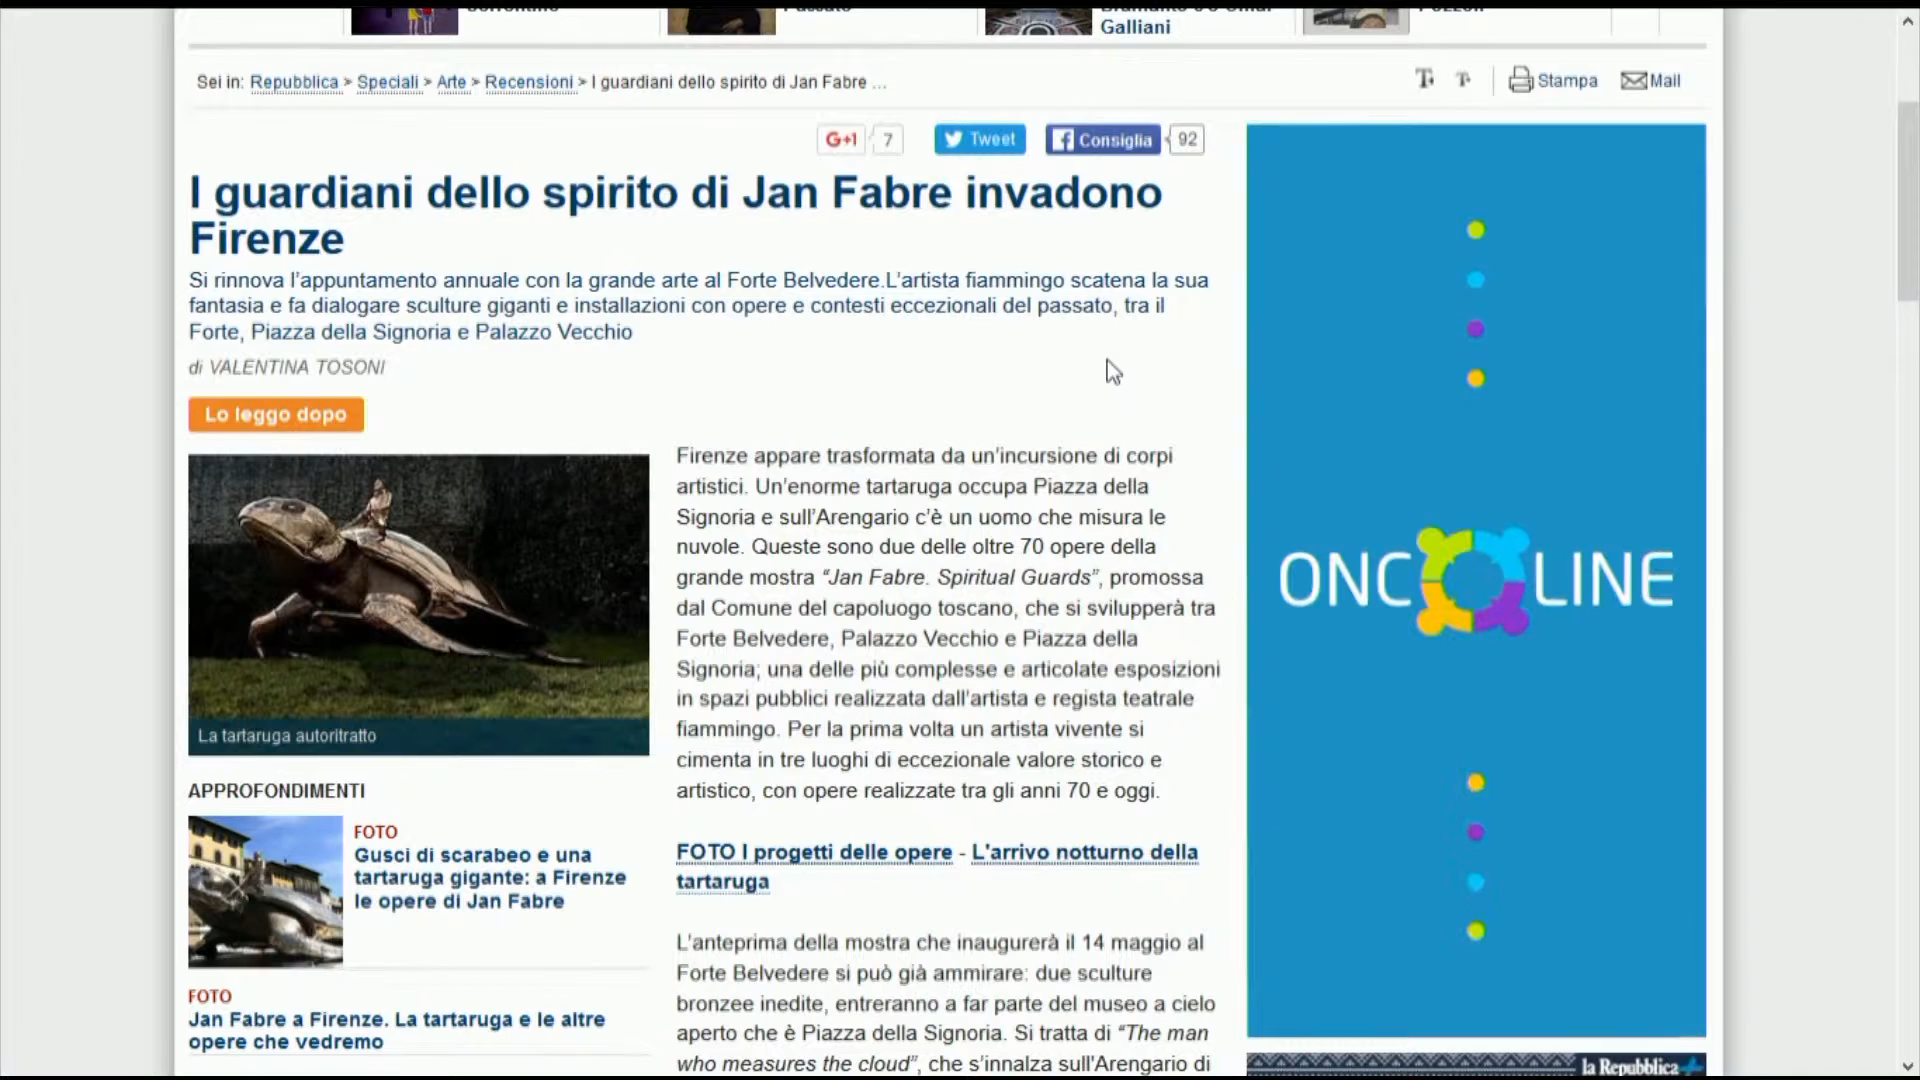 Galliani
Sei in: Repubblica > Speciali > Arte > Recensioni > I guardiani dello spirito di Jan Fabre ...
Stampa
Mail
G+1
7
Tweet
Consiglia
92
I guardiani dello spirito di Jan Fabre invadono
Firenze
Si rinnova l'appuntamento annuale con la grande arte al Forte Belvedere.L'artista fiammingo scatena la sua
fantasia e fa dialogare sculture giganti e installazioni con opere e contesti eccezionali del passato, tra il
Forte, Piazza della Signoria e Palazzo Vecchio
di VALENTINA TOSONI
Lo leggo dopo
La tartaruga autoritratto
APPROFONDIMENTI
FOTO
Gusci di scarabeo e una
tartaruga gigante: a Firenze
le opere di Jan Fabre
FOTO
Jan Fabre a Firenze. La tartaruga e le altre
opere che vedremo
Firenze appare trasformata da un'incursione di corpi
artistici. Un'enorme tartaruga occupa Piazza della
Signoria e sull'Arengario c'è un uomo che misura le
nuvole. Queste sono due delle oltre 70 opere della
grande mostra “Jan Fabre. Spiritual Guards”, promossa
dal Comune del capoluogo toscano, che si svilupperà tra
Forte Belvedere, Palazzo Vecchio e Piazza della
Signoria; una delle più complesse e articolate esposizioni
in spazi pubblici realizzata dall'artista e regista teatrale
fiammingo. Per la prima volta un artista vivente si
cimenta in tre luoghi di eccezionale valore storico e
artistico, con opere realizzate tra gli anni 70 e oggi.
FOTO I progetti delle opere - L'arrivo notturno della
tartaruga
L'anteprima della mostra che inaugurerà il 14 maggio al
Forte Belvedere si può già ammirare: due sculture
bronzee inedite, entreranno a far parte del museo a cielo
aperto che è Piazza della Signoria. Si tratta di “The man
who measures the cloud”, che s'innalza sull'Arengario di
ONCOLINE
la Repubblica